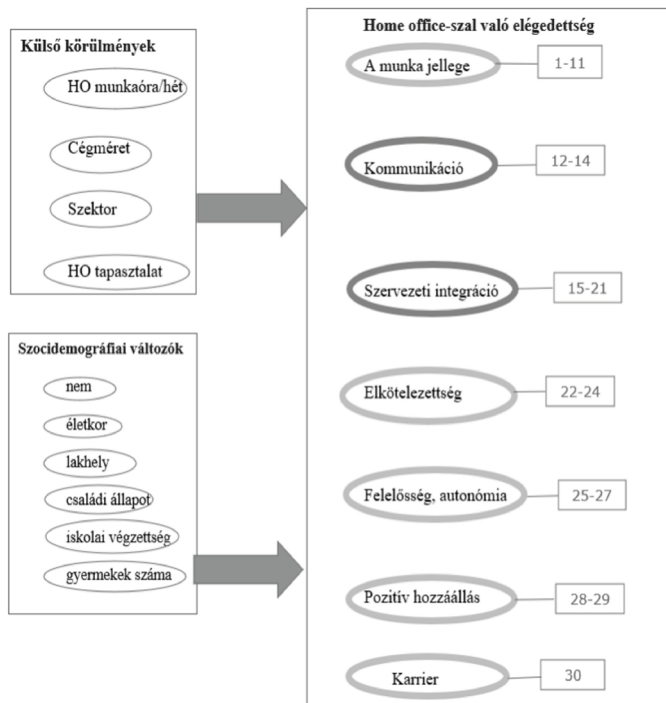 Külső körülmények
HO munkaóra/hét
Cégméret
Szektor
HO tapasztalat
Szocidemográfiai változók
nem
életkor
lakhely
családi állapot
iskolai végzettség
gyermekek száma
Home office-szal való elégedettség
A munka jellege
1-11
Kommunikáció
12-14
Szervezeti integráció
15-21
Elkötelezettség
22-24
Felelősség, autonómia
25-27
Pozitív hozzáállás
28-29
Karrier
30